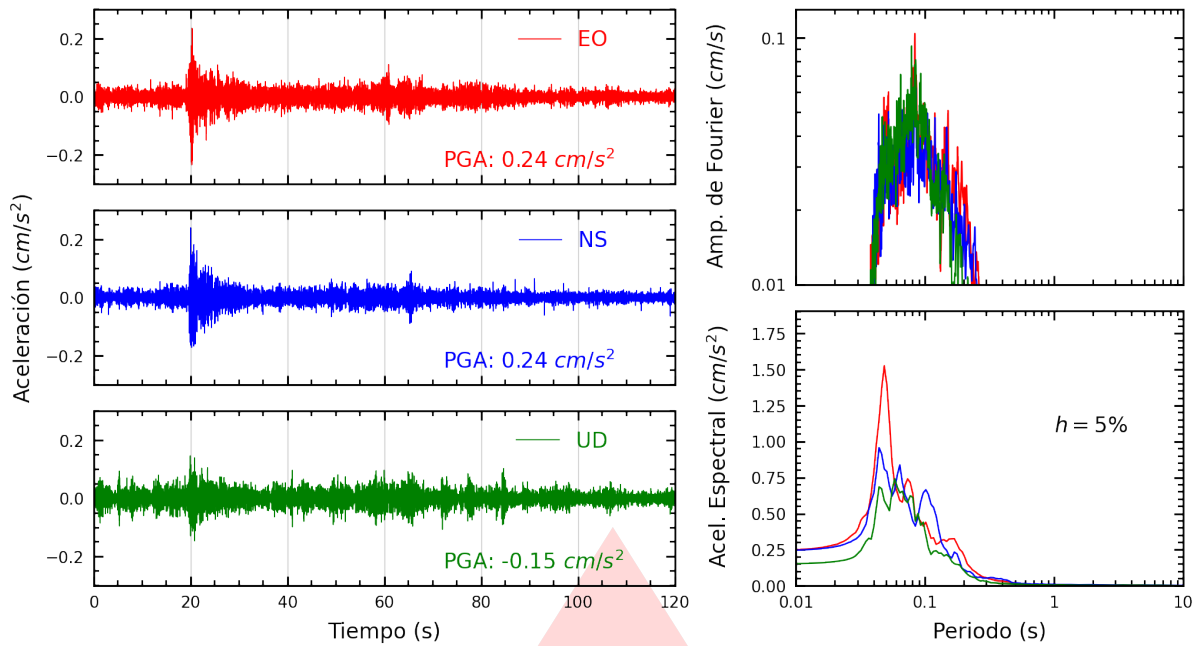 Aceleración (cm/s²)
0.2
0.0
−0.2
EO
PGA: 0.24 cm/s²
0.2
0.0
−0.2
NS
PGA: 0.24 cm/s²
0.2
0.0
−0.2
UD
PGA: -0.15 cm/s²
0 20 40 60 80 100 120
Tiempo (s)
Amp. de Fourier (cm/s)
0.1
0.01
Acel. Espectral (cm/s²)
1.75
1.50
1.25
1.00
0.75
0.50
0.25
0.00
h = 5%
0.01 0.1 1 10
Periodo (s)